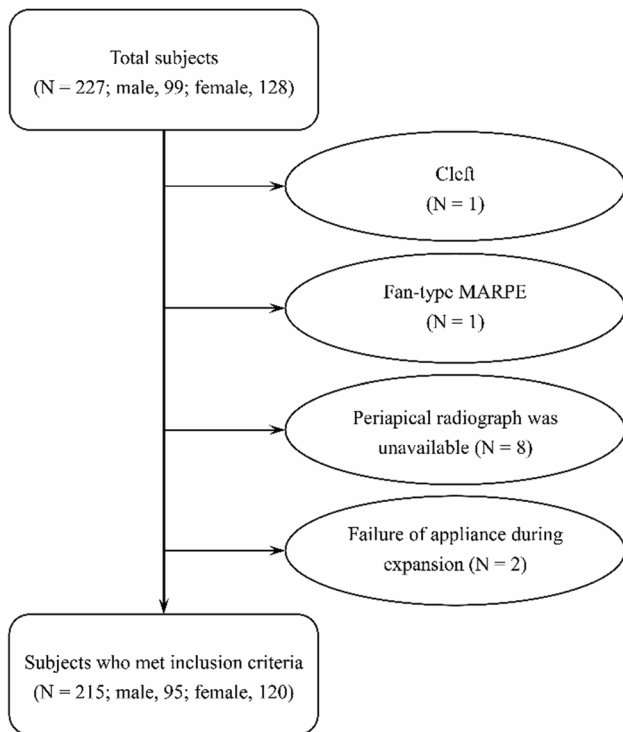 Total subjects
(N = 227; male, 99; female, 128)
Cleft
(N = 1)
Fan-type MARPE
(N = 1)
Periapical radiograph was
unavailable (N = 8)
Failure of appliance during
expansion (N = 2)
Subjects who met inclusion criteria
(N = 215; male, 95; female, 120)